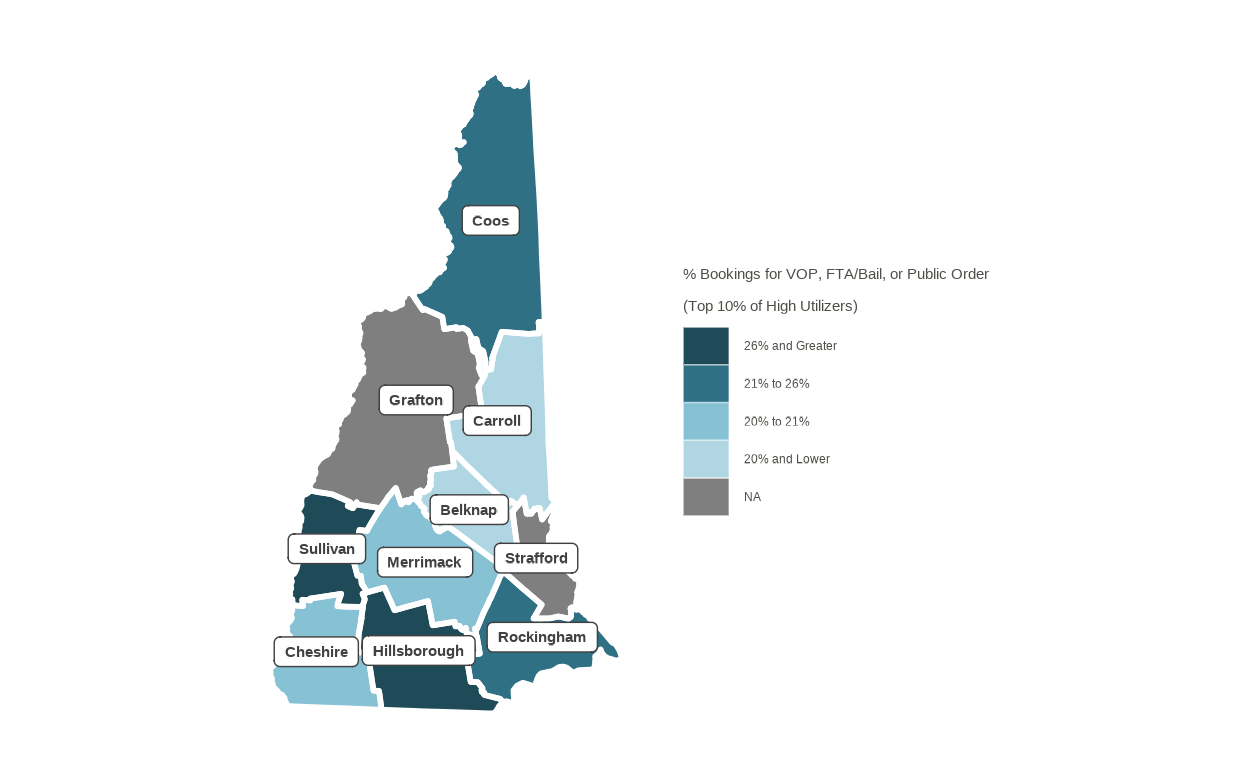 Coos
% Bookings for VOP, FTA/Bail, or Public Order
(Top 10% of High Utilizers)
26% and Greater
21% to 26%
20% to 21%
20% and Lower
NA
Grafton
Carroll
Belknap
Sullivan
Merrimack
Strafford
Cheshire
Hillsborough
Rockingham